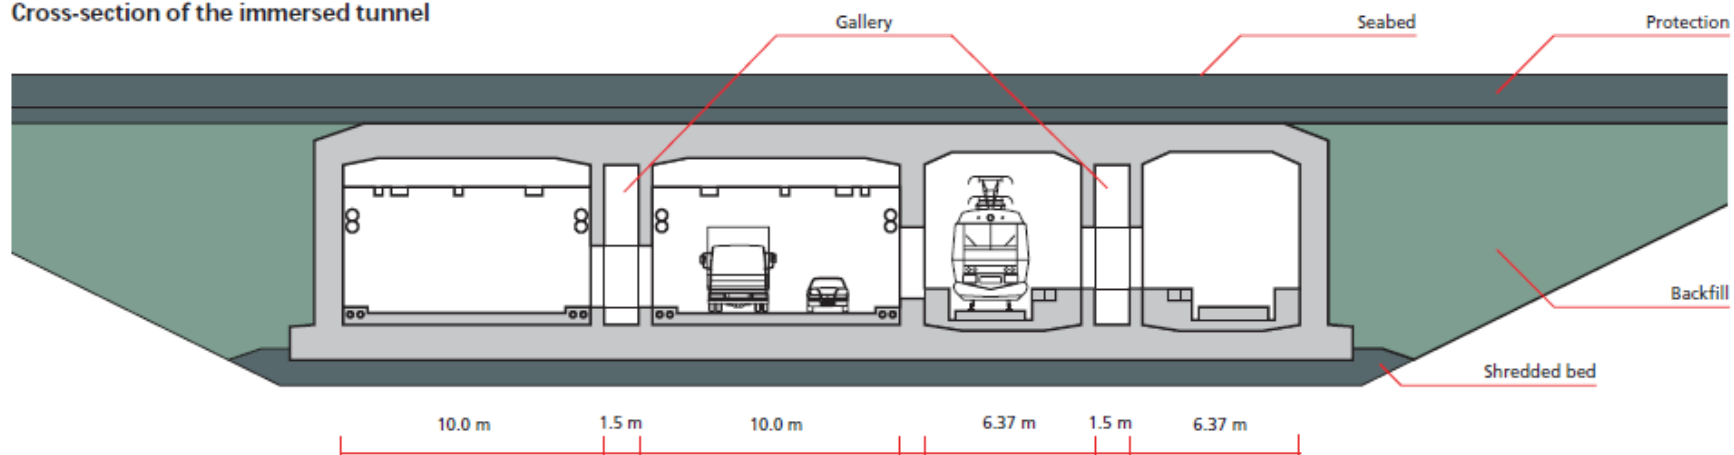 Cross-section of the immersed tunnel
Gallery
Seabed
Protection
Backfill
Shredded bed
10.0 m
1.5 m
10.0 m
6.37 m
1.5 m
6.37 m